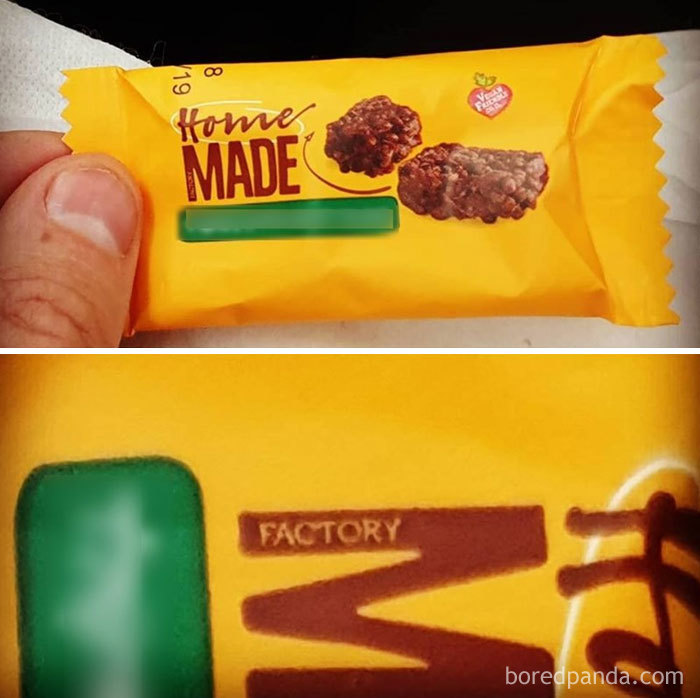 8
/19
Home
FACTORY
MADE
VEGAN
FRIENDLY
FACTORY
M
boredpanda.com